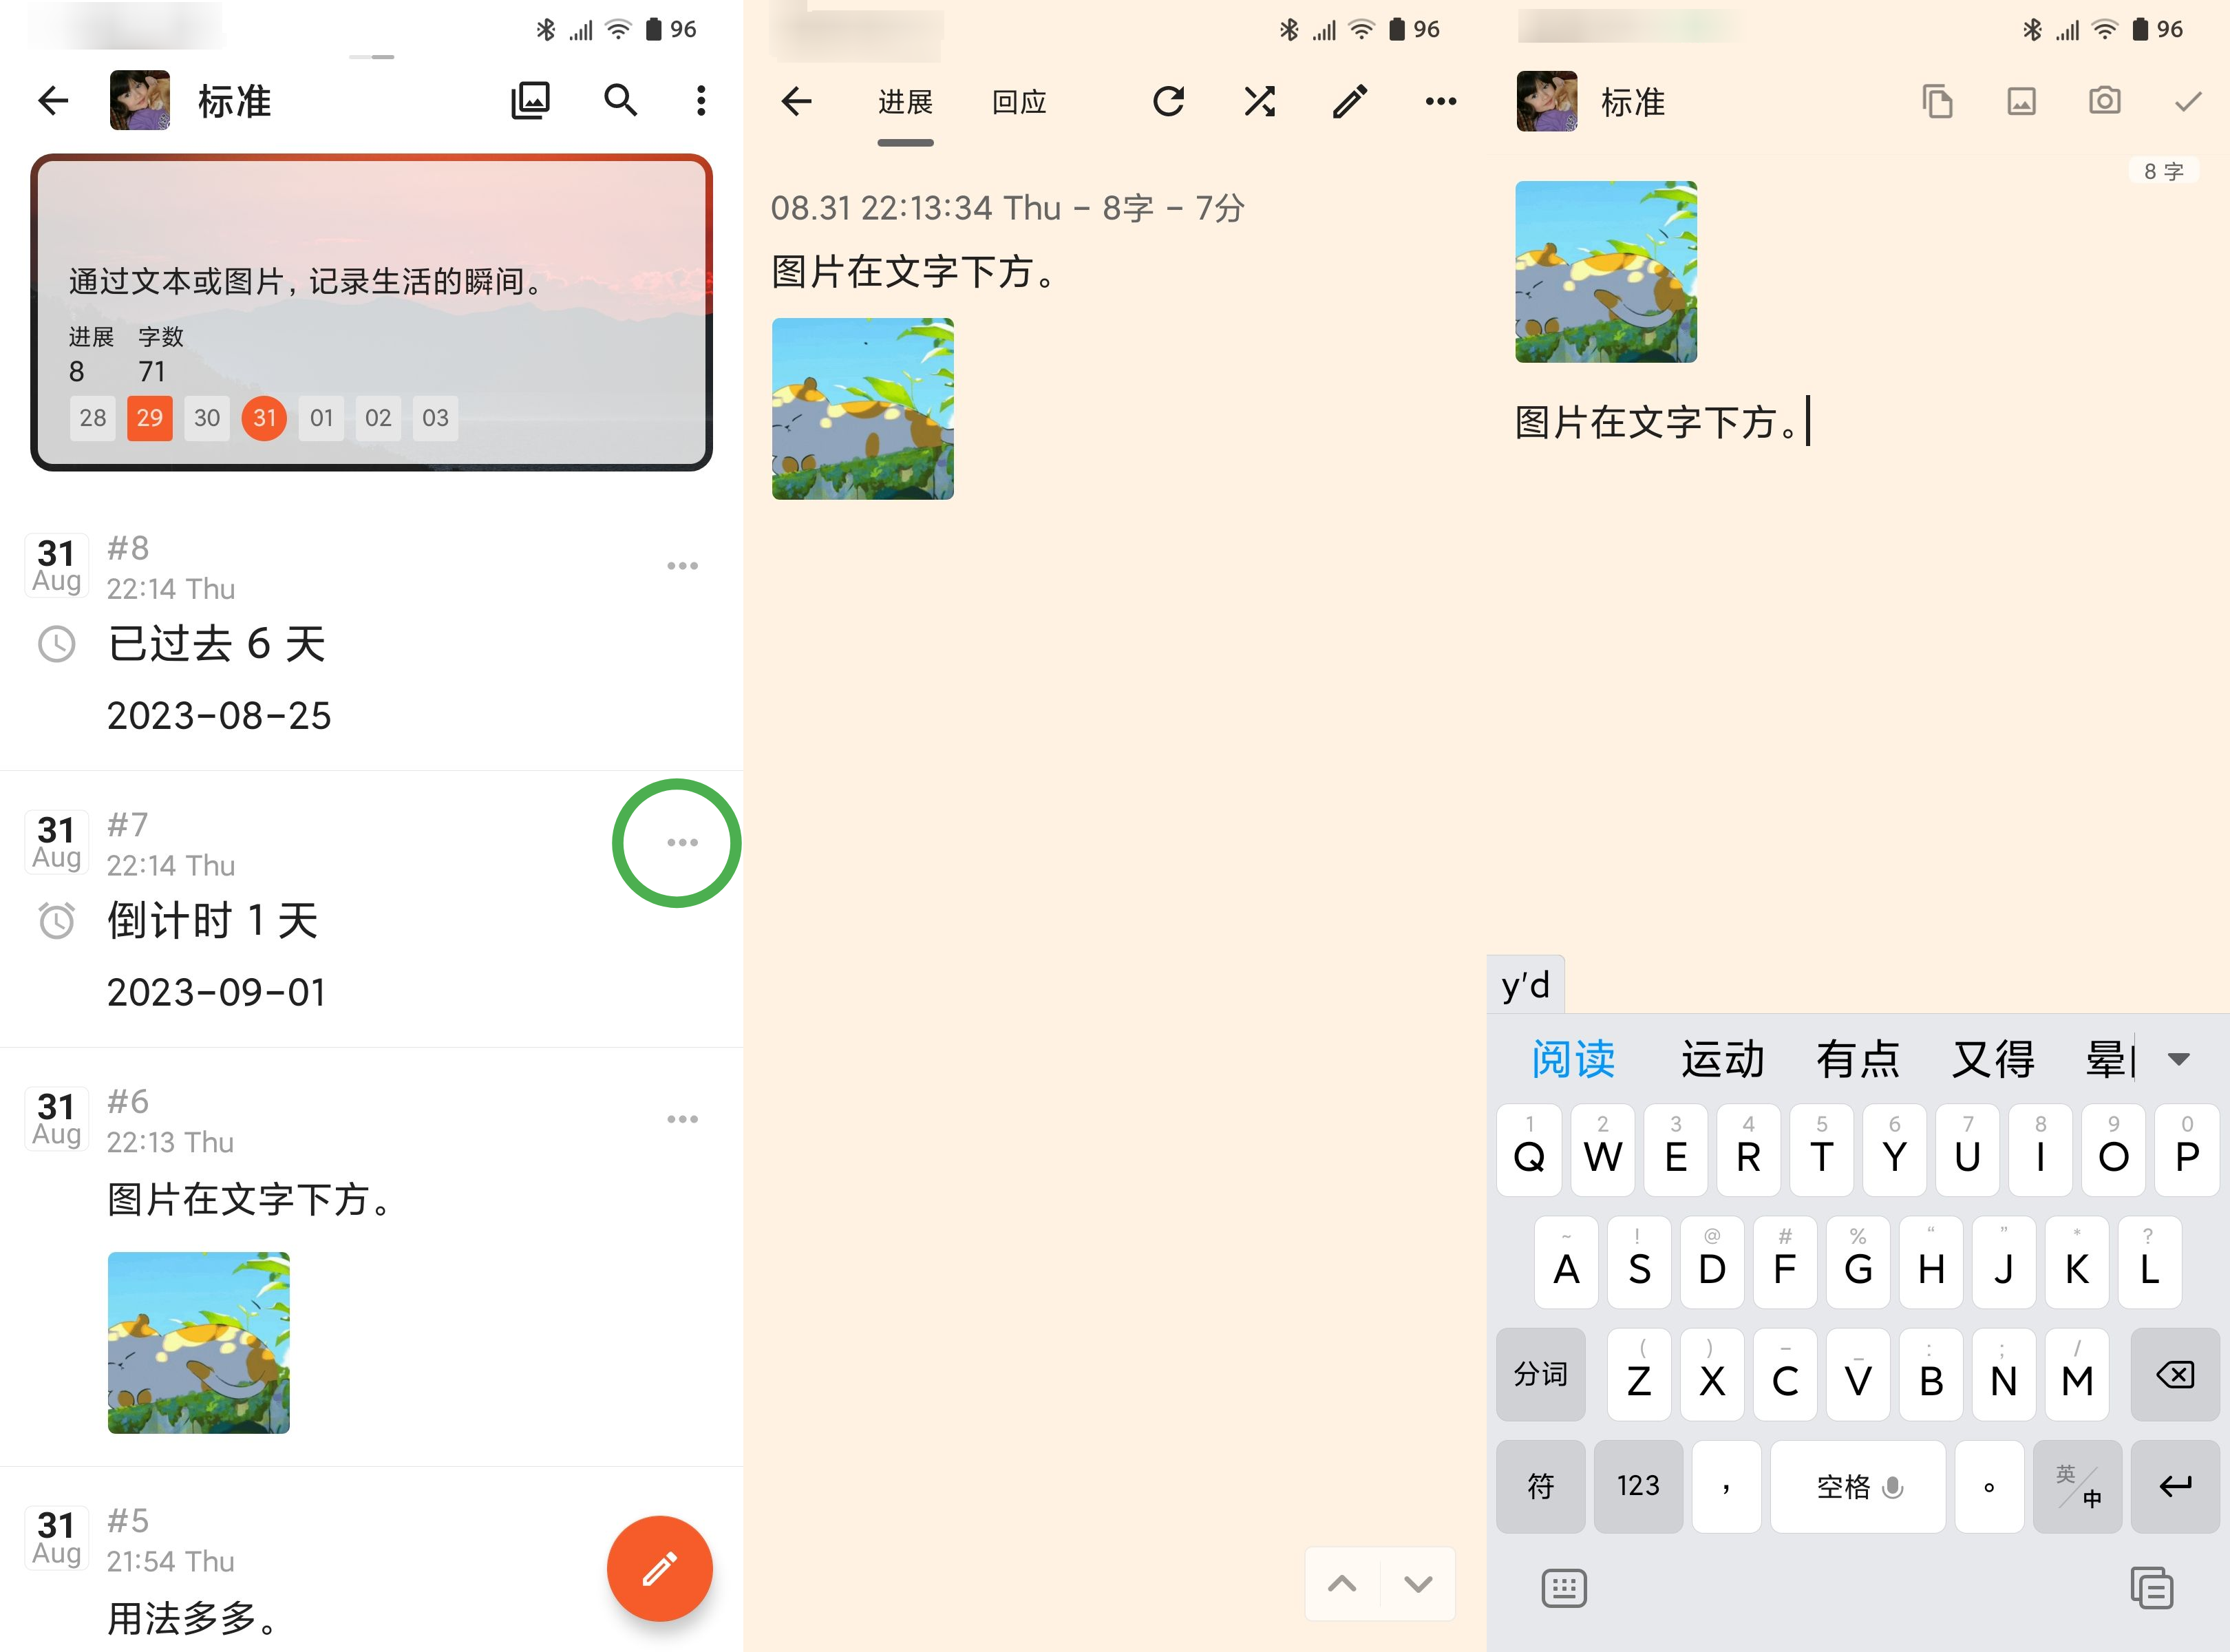 96
标准
通过文本或图片，记录生活的瞬间。
进展 字数
8 71
28 29 30 31 01 02 03
31 Aug
#8
22:14 Thu
已过去 6 天
2023-08-25
31 Aug
#7
22:14 Thu
倒计时 1 天
2023-09-01
31 Aug
#6
22:13 Thu
图片在文字下方。
31 Aug
#5
21:54 Thu
用法多多。
96
进展 回应
08.31 22:13:34 Thu - 8字 - 7分
图片在文字下方。
96
标准
8 字
图片在文字下方。
y'd
阅读 运动 有点 又得 晕
1 2 3 4 5 6 7 8 9 0
Q W E R T Y U I O P
~ ! @ # % “ ” * ?
A S D F G H J K L
( ) - _ : ; /
分词 Z X C V B N M
符 123 ， 空格 。 英/中